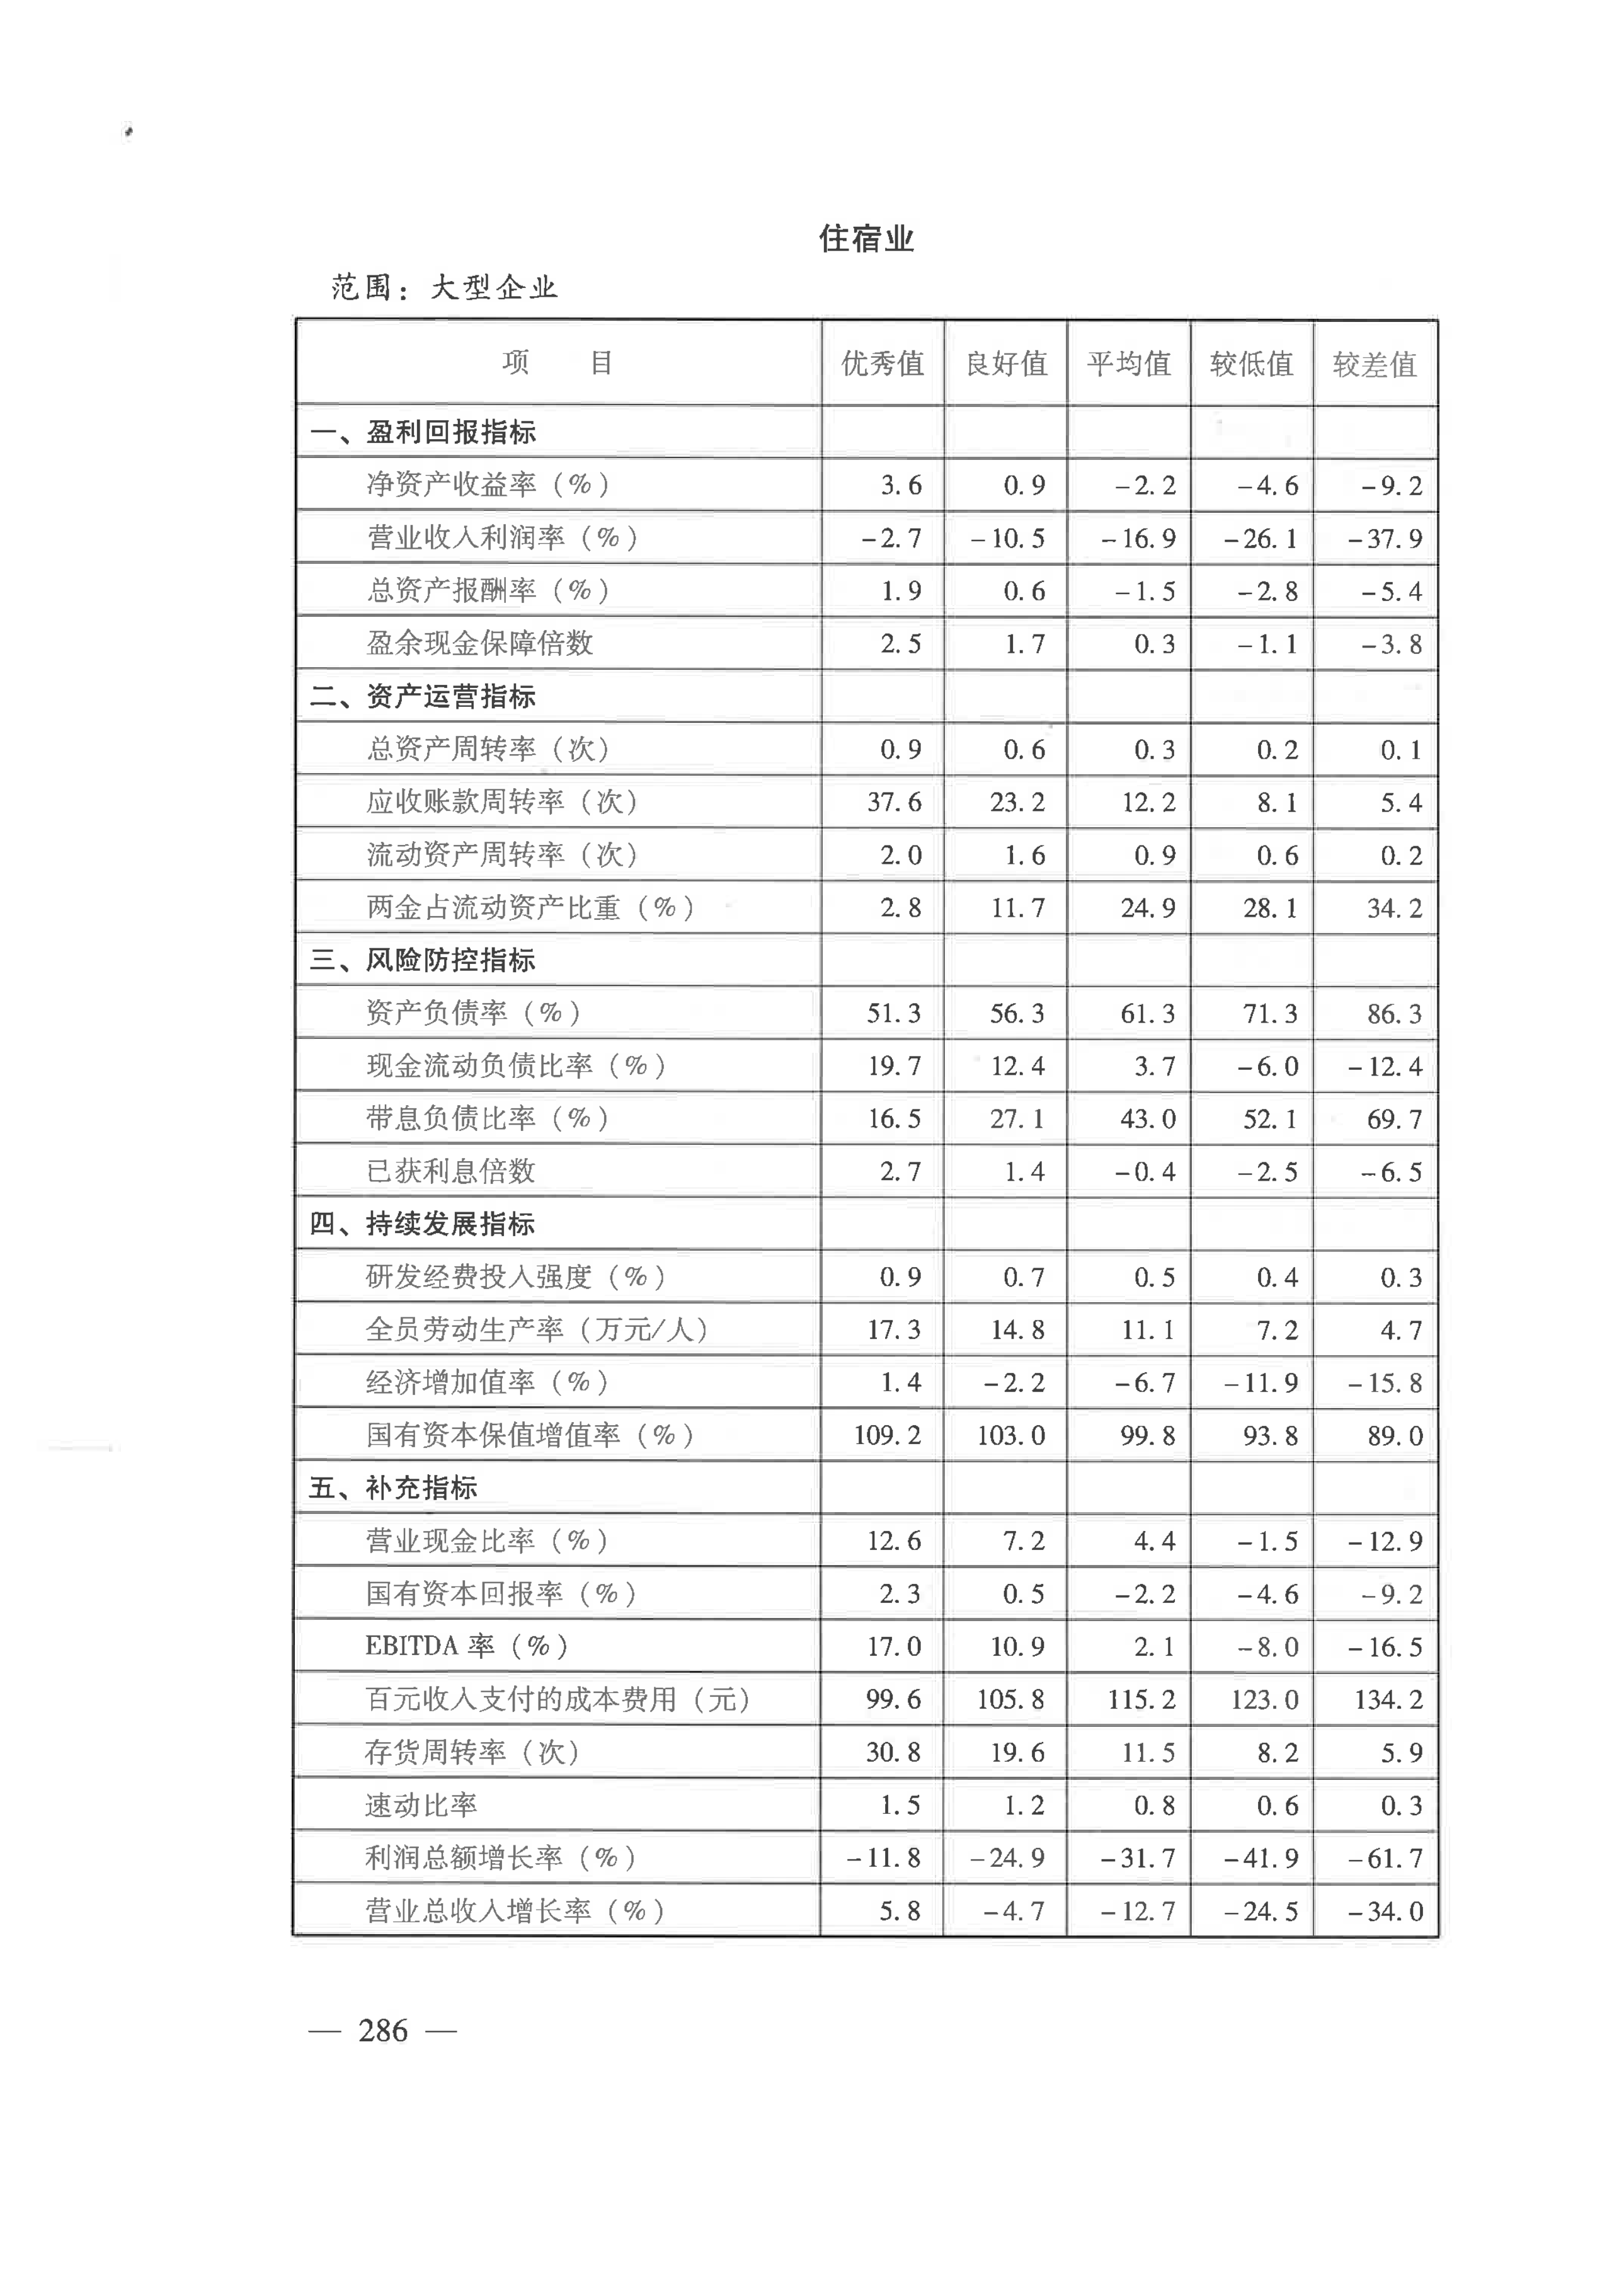 住宿业
范围：大型企业
项 目 优秀值 良好值 平均值 较低值 较差值
一、盈利回报指标
净资产收益率（%） 3.6 0.9 -2.2 -4.6 -9.2
营业收入利润率（%） -2.7 -10.5 -16.9 -26.1 -37.9
总资产报酬率（%） 1.9 0.6 -1.5 -2.8 -5.4
盈余现金保障倍数 2.5 1.7 0.3 -1.1 -3.8
二、资产运营指标
总资产周转率（次） 0.9 0.6 0.3 0.2 0.1
应收账款周转率（次） 37.6 23.2 12.2 8.1 5.4
流动资产周转率（次） 2.0 1.6 0.9 0.6 0.2
两金占流动资产比重（%） 2.8 11.7 24.9 28.1 34.2
三、风险防控指标
资产负债率（%） 51.3 56.3 61.3 71.3 86.3
现金流动负债比率（%） 19.7 12.4 3.7 -6.0 -12.4
带息负债比率（%） 16.5 27.1 43.0 52.1 69.7
已获利息倍数 2.7 1.4 -0.4 -2.5 -6.5
四、持续发展指标
研发经费投入强度（%） 0.9 0.7 0.5 0.4 0.3
全员劳动生产率（万元/人） 17.3 14.8 11.1 7.2 4.7
经济增加值率（%） 1.4 -2.2 -6.7 -11.9 -15.8
国有资本保值增值率（%） 109.2 103.0 99.8 93.8 89.0
五、补充指标
营业现金比率（%） 12.6 7.2 4.4 -1.5 -12.9
国有资本回报率（%） 2.3 0.5 -2.2 -4.6 -9.2
EBITDA 率（%） 17.0 10.9 2.1 -8.0 -16.5
百元收入支付的成本费用（元） 99.6 105.8 115.2 123.0 134.2
存货周转率（次） 30.8 19.6 11.5 8.2 5.9
速动比率 1.5 1.2 0.8 0.6 0.3
利润总额增长率（%） -11.8 -24.9 -31.7 -41.9 -61.7
营业总收入增长率（%） 5.8 -4.7 -12.7 -24.5 -34.0
— 286 —